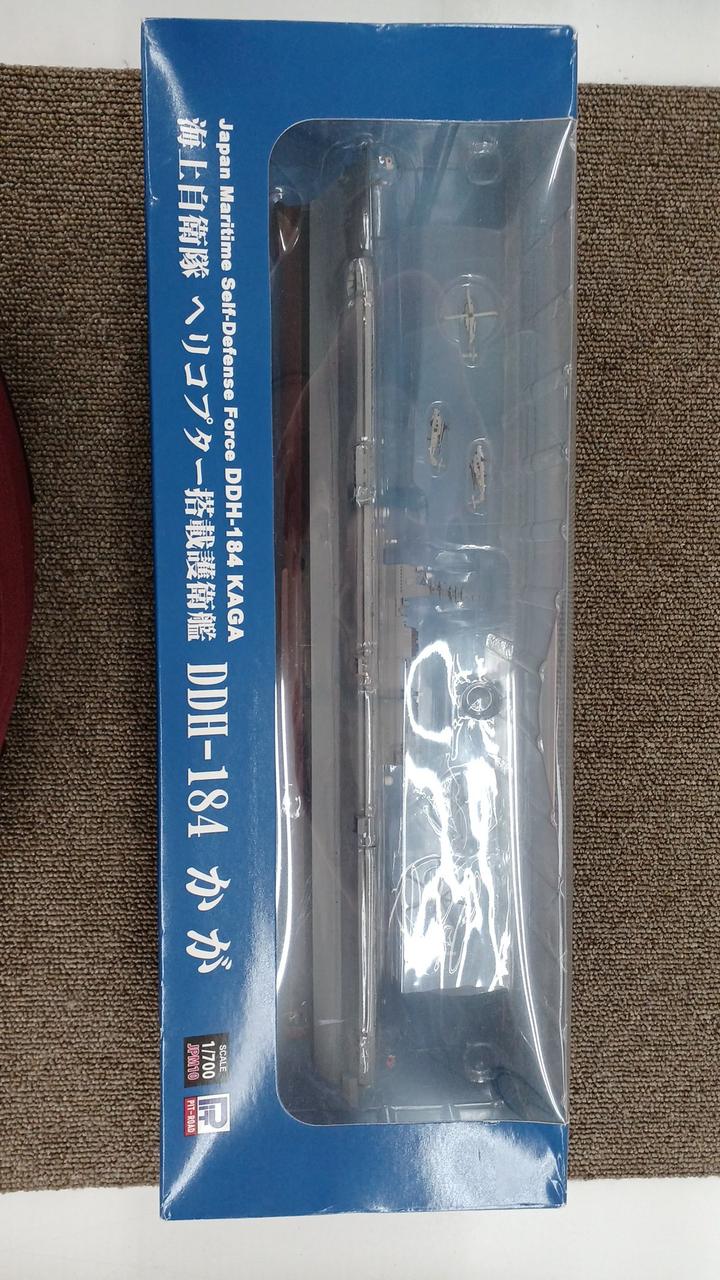 Japan Maritime Self-Defense Force DDH-184 KAGA
海上自衛隊 ヘリコプター搭載護衛艦 DDH-184 かが
SCALE
1/700
JPM10
PIT-ROAD